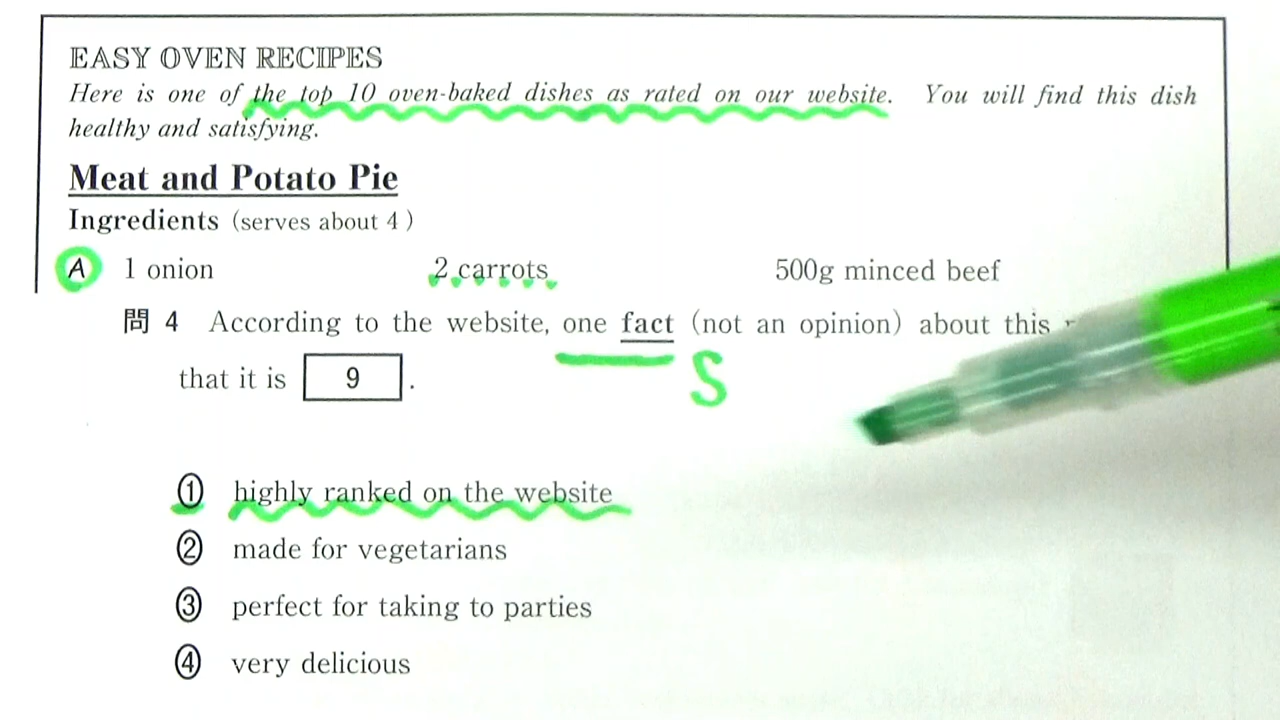 EASY OVEN RECIPES
Here is one of the top 10 oven-baked dishes as rated on our website. You will find this dish
healthy and satisfying.
Meat and Potato Pie
Ingredients (serves about 4)
A 1 onion 2 carrots 500g minced beef
問 4 According to the website, one fact (not an opinion) about this
that it is 9 .
S
① highly ranked on the website
② made for vegetarians
③ perfect for taking to parties
④ very delicious